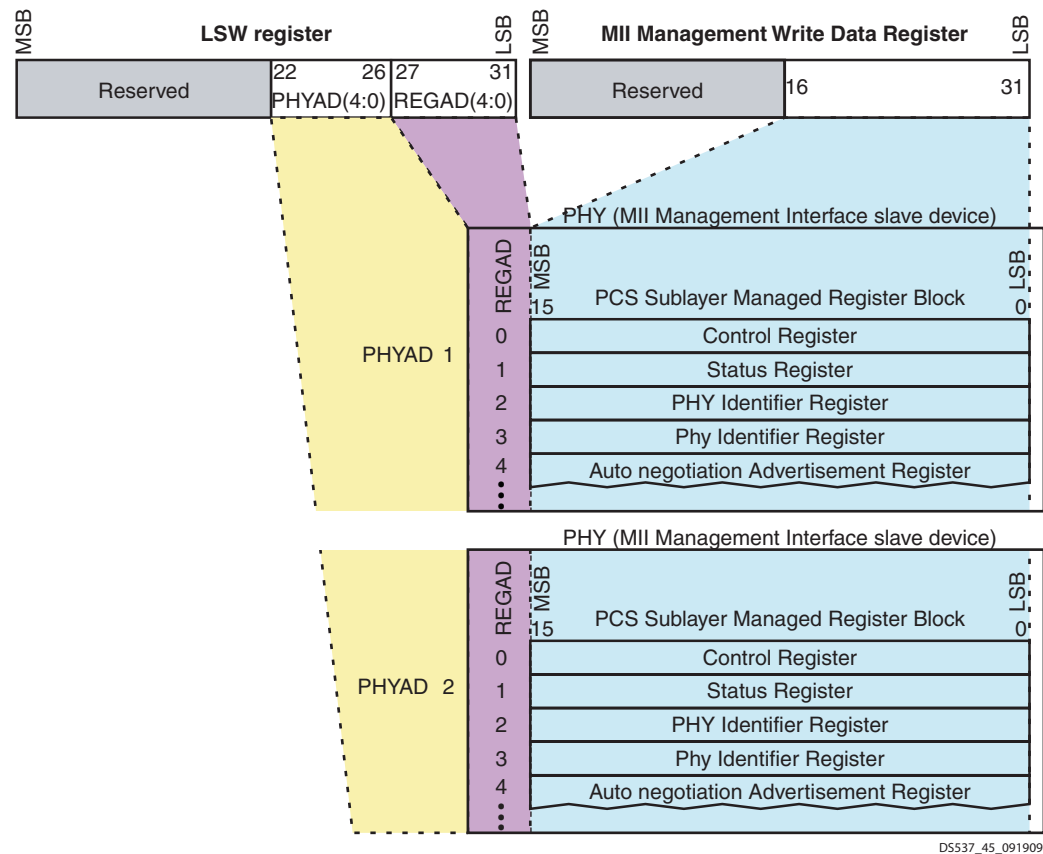 MSB
LSW register
LSB
MSB
MII Management Write Data Register
LSB
Reserved
22 26
PHYAD(4:0)
27 31
REGAD(4:0)
Reserved
16 31
PHY (MII Management Interface slave device)
REGAD
MSB
15
PCS Sublayer Managed Register Block
LSB
0
PHYAD 1
0 Control Register
1 Status Register
2 PHY Identifier Register
3 Phy Identifier Register
4 Auto negotiation Advertisement Register
PHY (MII Management Interface slave device)
REGAD
MSB
15
PCS Sublayer Managed Register Block
LSB
0
PHYAD 2
0 Control Register
1 Status Register
2 PHY Identifier Register
3 Phy Identifier Register
4 Auto negotiation Advertisement Register
DS537_45_091909